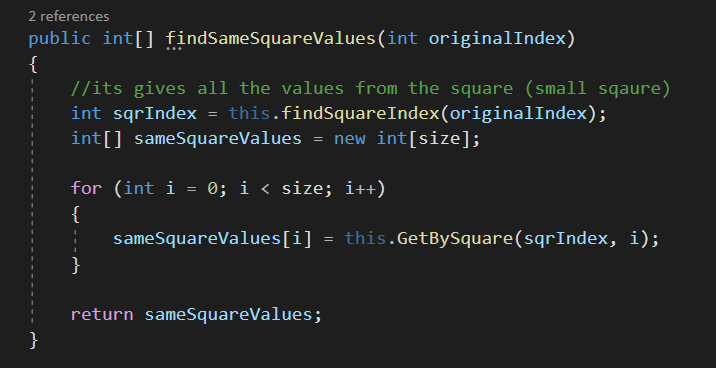 2 references
public int[] findSameSquareValues(int originalIndex)
{
//its gives all the values from the square (small sqaure)
int sqrIndex = this.findSquareIndex(originalIndex);
int[] sameSquareValues = new int[size];
for (int i = 0; i < size; i++)
{
sameSquareValues[i] = this.GetBySquare(sqrIndex, i);
}
return sameSquareValues;
}